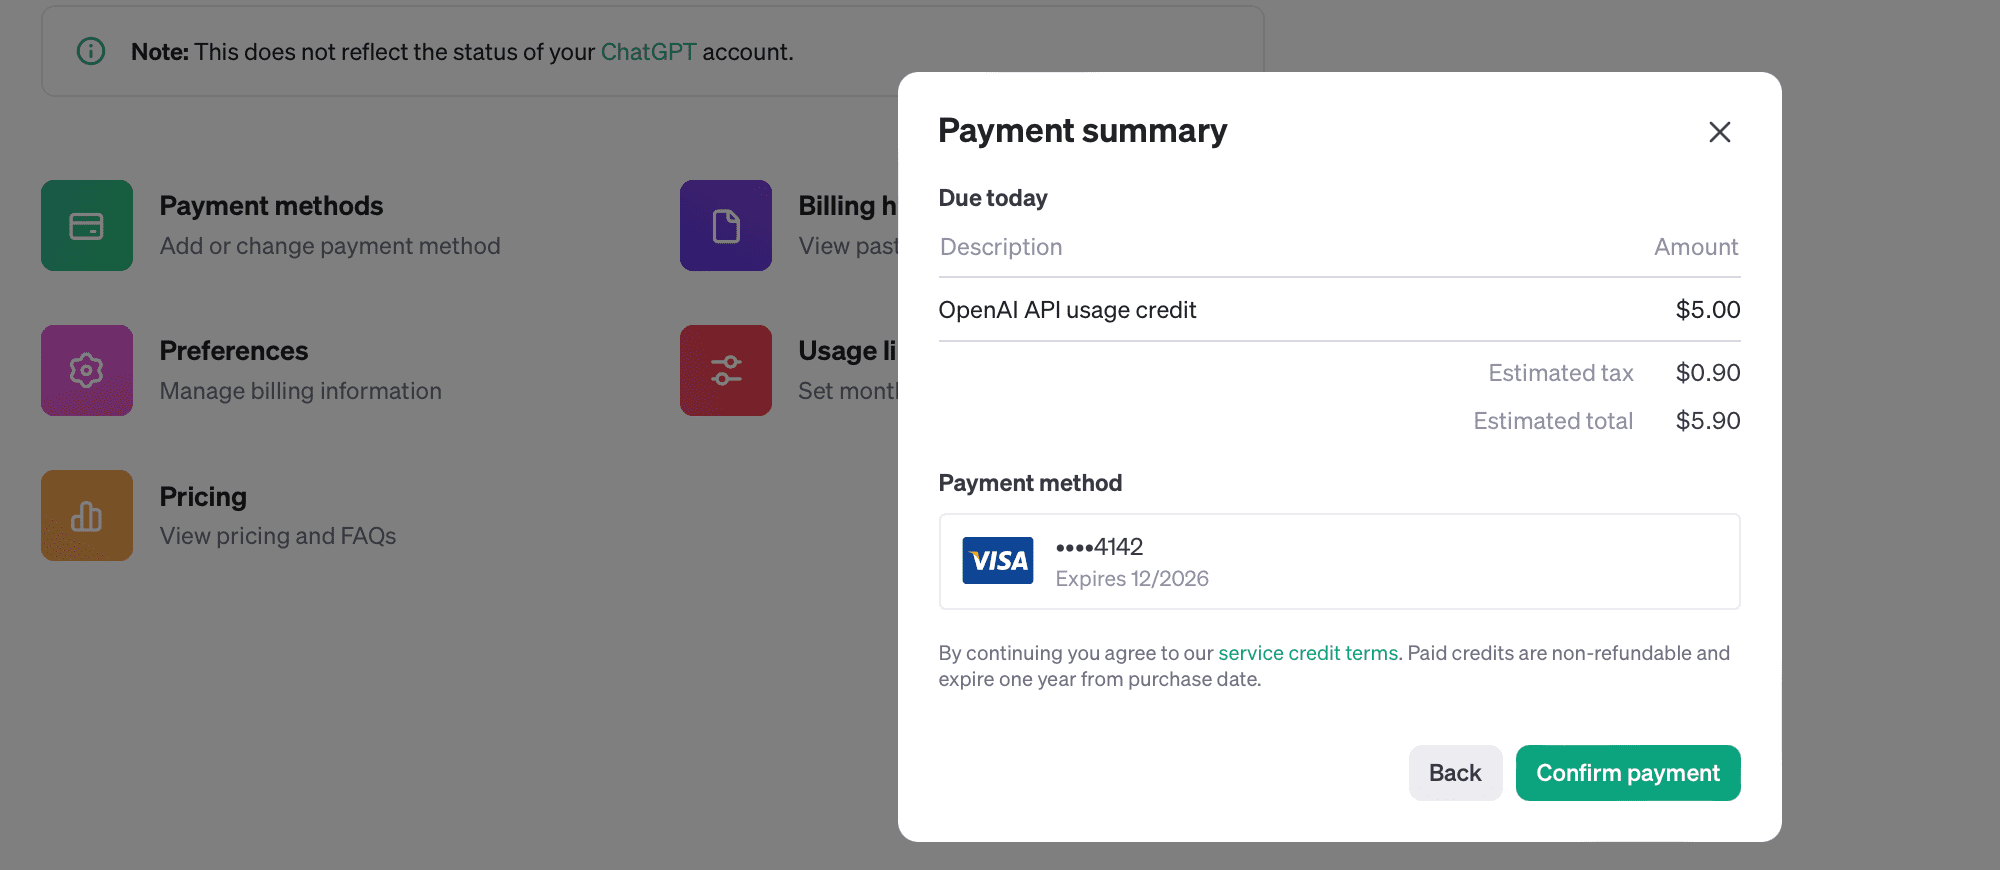 Note: This does not reflect the status of your ChatGPT account.
Payment methods
Add or change payment method
Billing h
View past
Preferences
Manage billing information
Usage li
Set month
Pricing
View pricing and FAQs
Payment summary
Due today
Description Amount
OpenAI API usage credit $5.00
Estimated tax $0.90
Estimated total $5.90
Payment method
VISA
••••4142
Expires 12/2026
By continuing you agree to our service credit terms. Paid credits are non-refundable and
expire one year from purchase date.
Back
Confirm payment